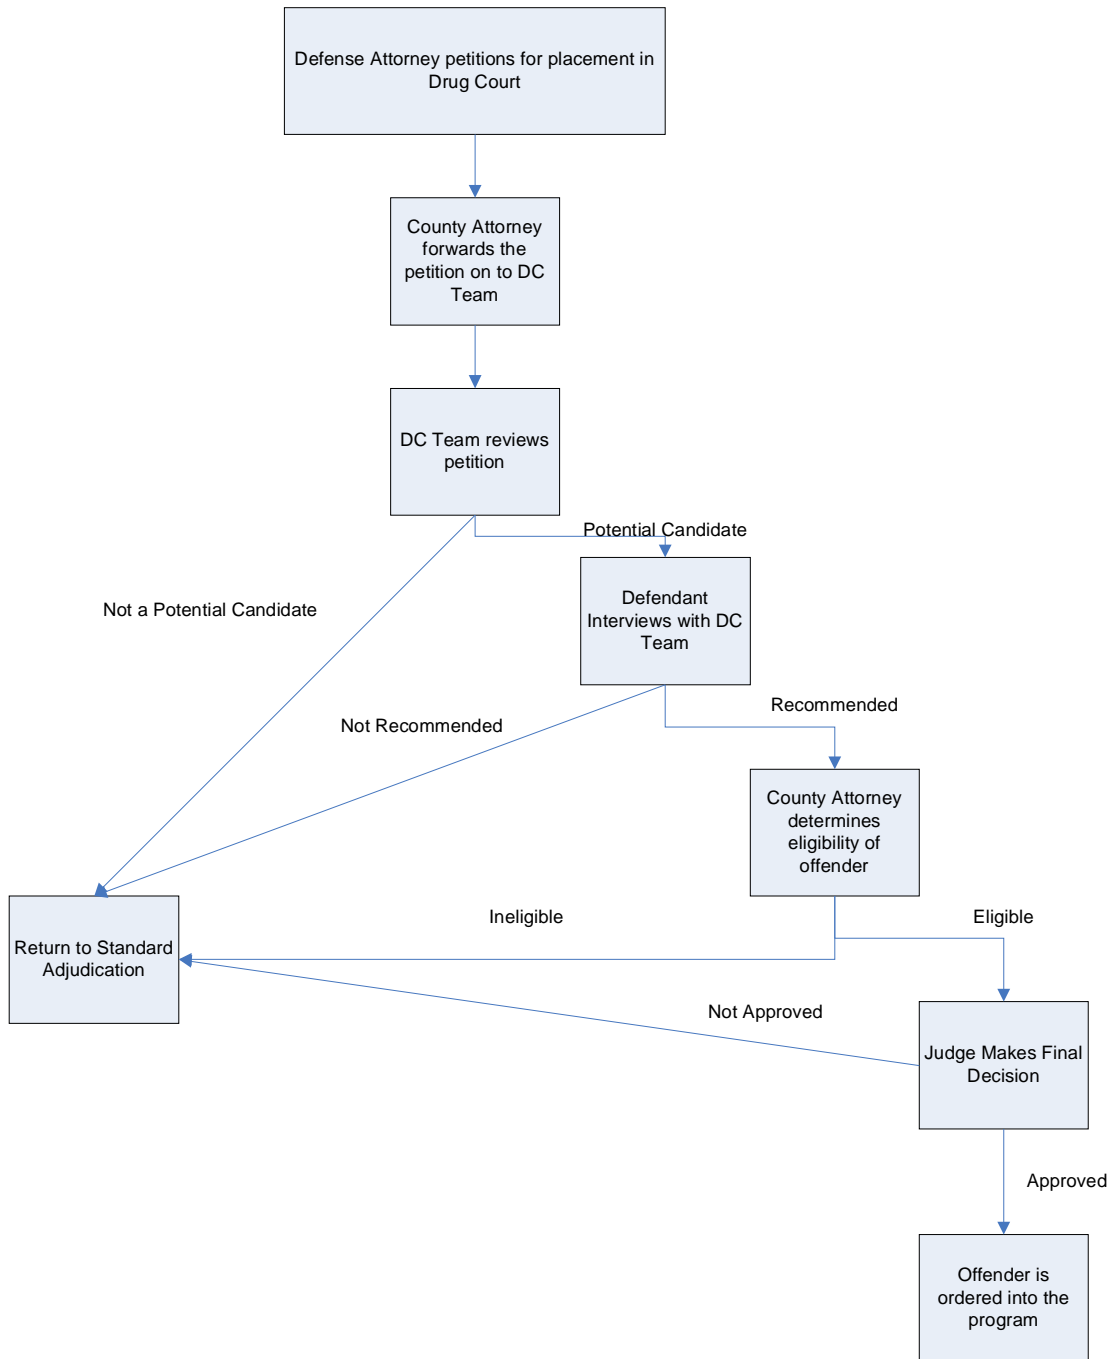 Defense Attorney petitions for placement in
Drug Court
County Attorney
forwards the
petition on to DC
Team
DC Team reviews
petition
Potential Candidate
Not a Potential Candidate
Defendant
Interviews with DC
Team
Not Recommended
Recommended
County Attorney
determines
eligibility of
offender
Ineligible
Eligible
Return to Standard
Adjudication
Not Approved
Judge Makes Final
Decision
Approved
Offender is
ordered into the
program